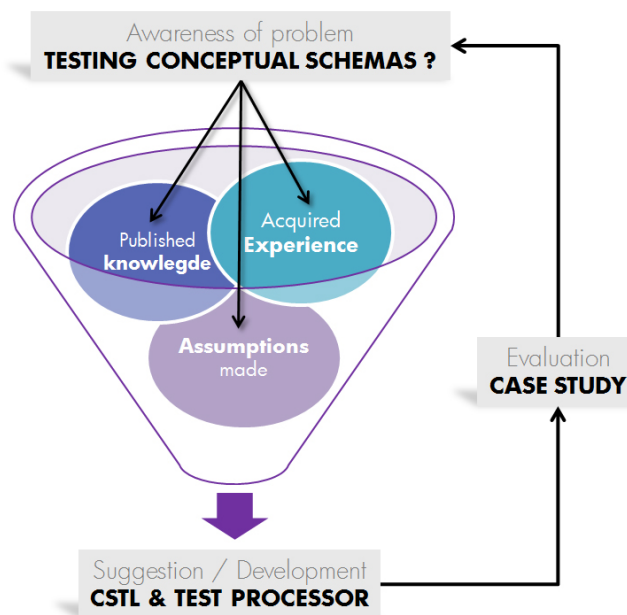 Awareness of problem
TESTING CONCEPTUAL SCHEMAS ?
Published
knowlegde
Acquired
Experience
Assumptions
made
Evaluation
CASE STUDY
Suggestion / Development
CSTL & TEST PROCESSOR